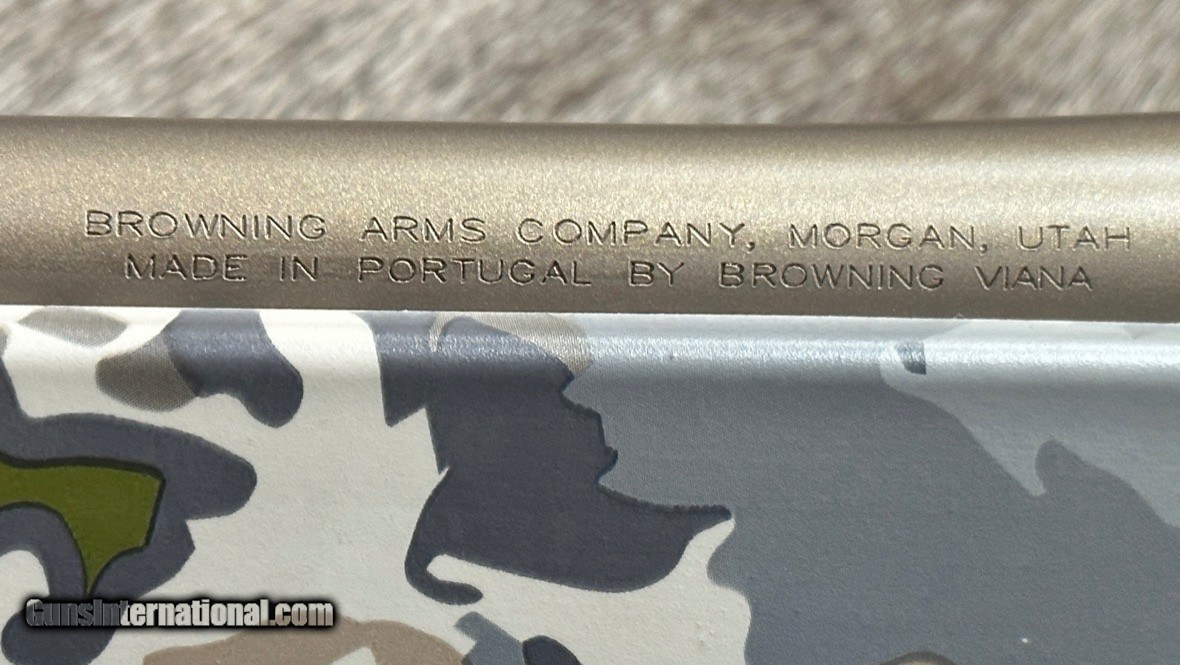 BROWNING ARMS COMPANY, MORGAN, UTAH
MADE IN PORTUGAL BY BROWNING VIANA
GunsInternational.com